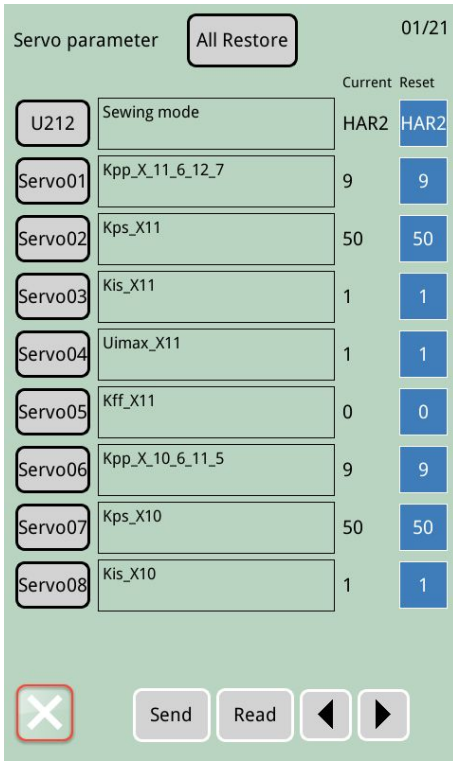 Servo parameter All Restore 01/21
Current Reset
U212 Sewing mode HAR2 HAR2
Servo01 Kpp_X_11_6_12_7 9 9
Servo02 Kps_X11 50 50
Servo03 Kis_X11 1 1
Servo04 Uimax_X11 1 1
Servo05 Kff_X11 0 0
Servo06 Kpp_X_10_6_11_5 9 9
Servo07 Kps_X10 50 50
Servo08 Kis_X10 1 1
Send Read